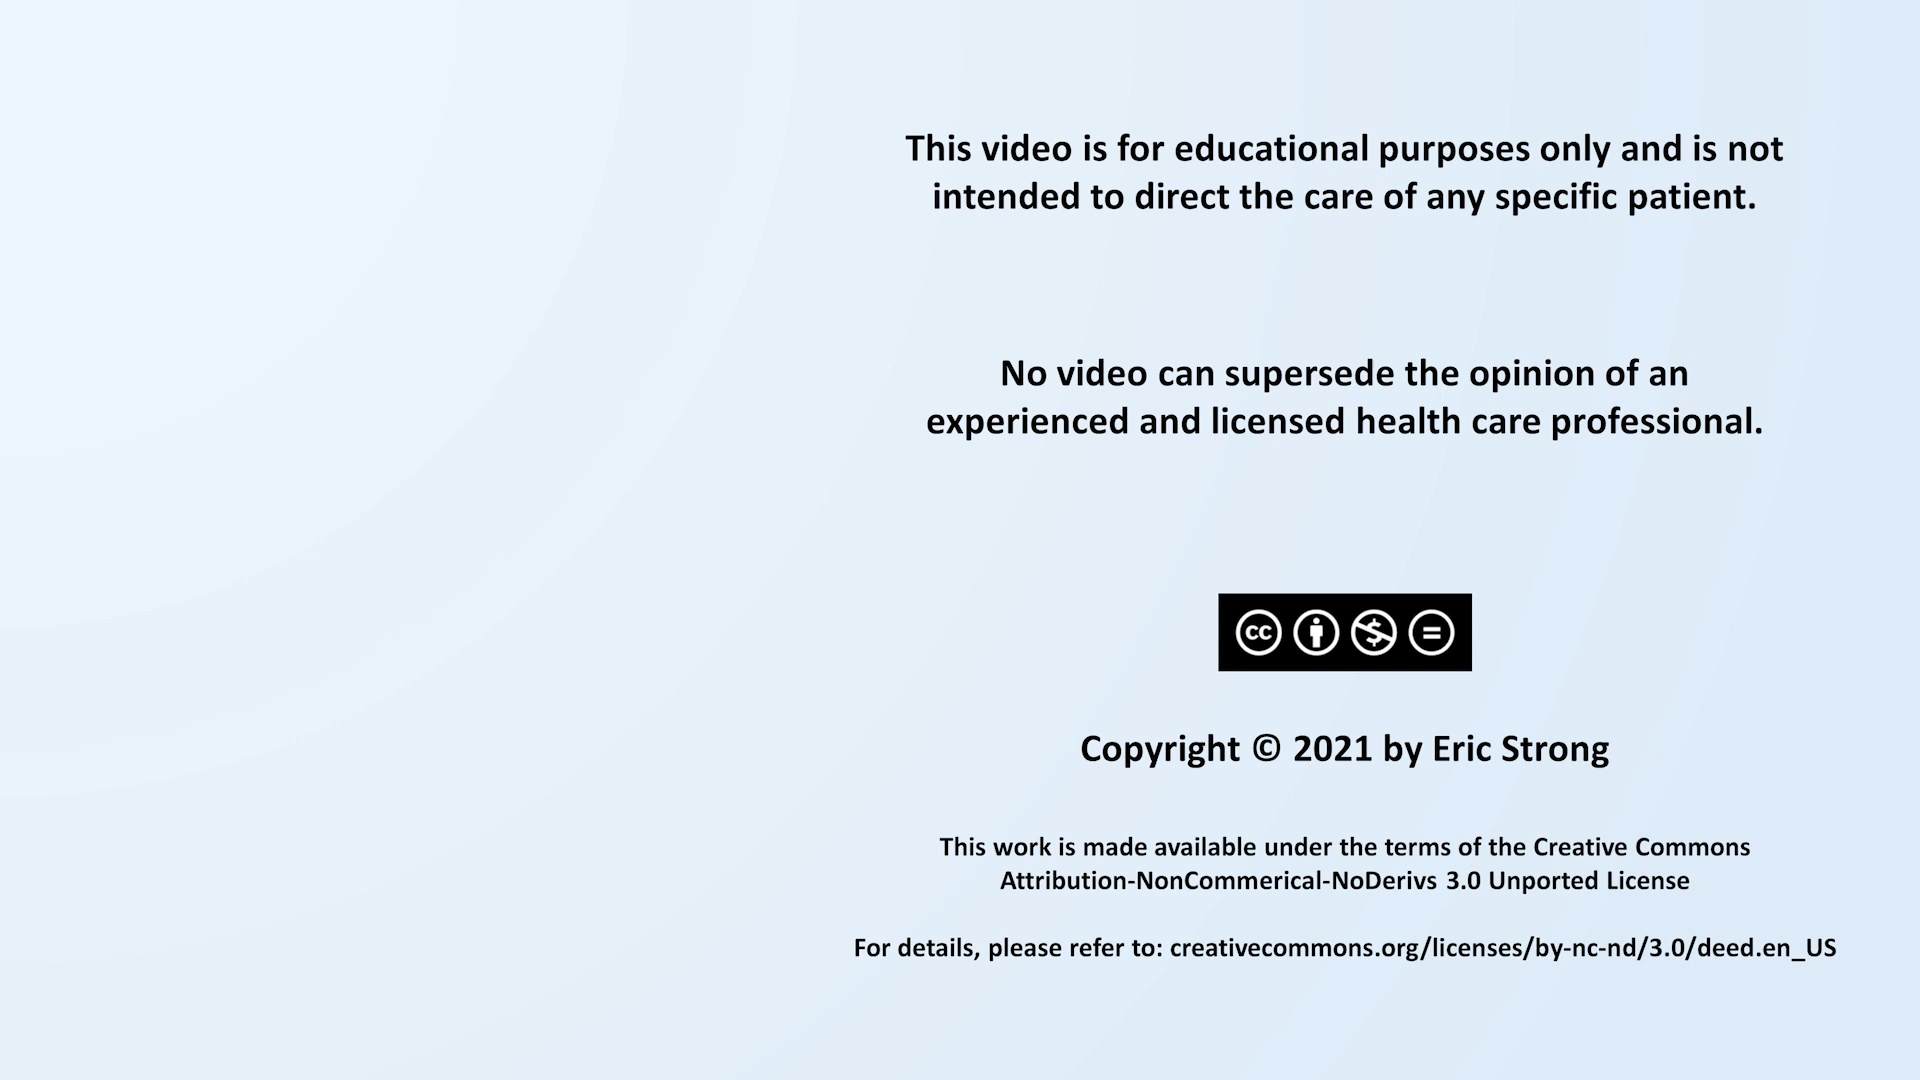 This video is for educational purposes only and is not
intended to direct the care of any specific patient.
No video can supersede the opinion of an
experienced and licensed health care professional.
cc $ =
Copyright © 2021 by Eric Strong
This work is made available under the terms of the Creative Commons
Attribution-NonCommerical-NoDerivs 3.0 Unported License
For details, please refer to: creativecommons.org/licenses/by-nc-nd/3.0/deed.en_US